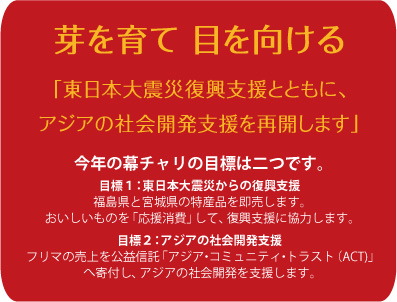 芽を育て 目を向ける
「東日本大震災復興支援とともに、
アジアの社会開発支援を再開します」
今年の幕チャリの目標は二つです。
目標１：東日本大震災からの復興支援
福島県と宮城県の特産品を即売します。
おいしいものを「応援消費」して、復興支援に協力します。
目標２：アジアの社会開発支援
フリマの売上を公益信託「アジア・コミュニティ・トラスト（ACT)」
へ寄付し、アジアの社会開発を支援します。